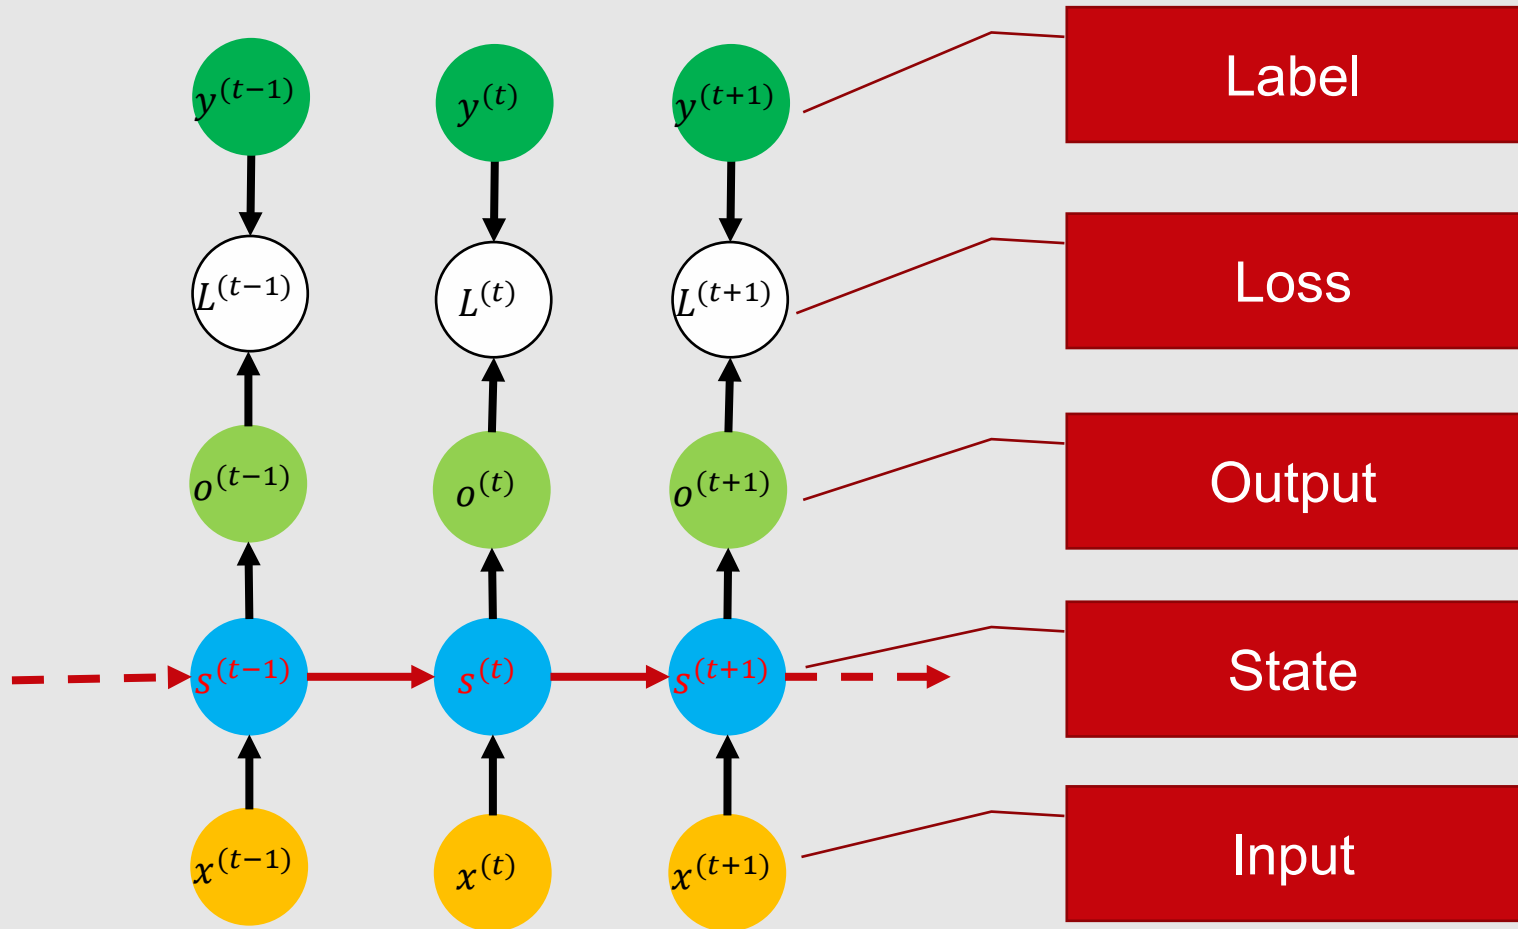 y^(t−1) y^(t) y^(t+1) Label
L^(t−1) L^(t) L^(t+1) Loss
o^(t−1) o^(t) o^(t+1) Output
s^(t−1) s^(t) s^(t+1) State
x^(t−1) x^(t) x^(t+1) Input